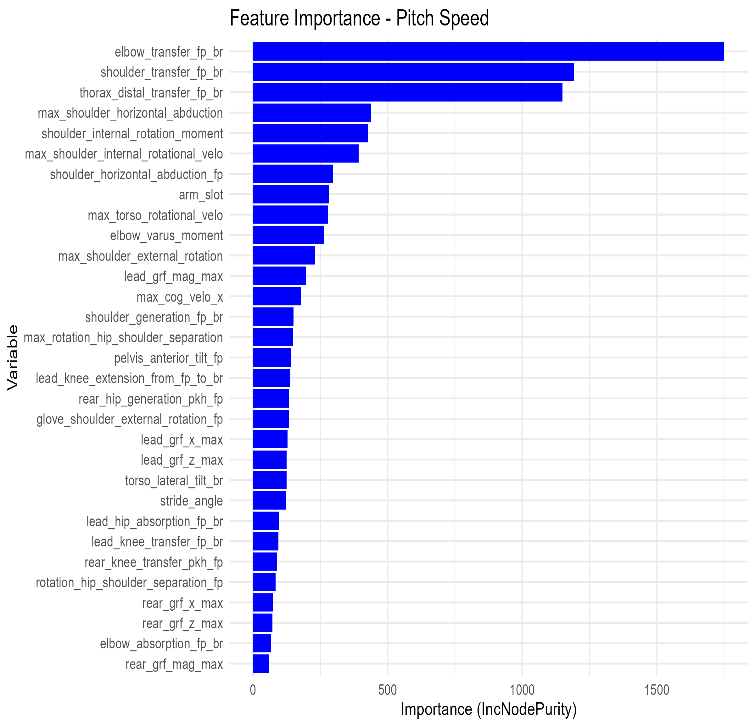 Feature Importance - Pitch Speed
Variable
elbow_transfer_fp_br
shoulder_transfer_fp_br
thorax_distal_transfer_fp_br
max_shoulder_horizontal_abduction
shoulder_internal_rotation_moment
max_shoulder_internal_rotational_velo
shoulder_horizontal_abduction_fp
arm_slot
max_torso_rotational_velo
elbow_varus_moment
max_shoulder_external_rotation
lead_grf_mag_max
max_cog_velo_x
shoulder_generation_fp_br
max_rotation_hip_shoulder_separation
pelvis_anterior_tilt_fp
lead_knee_extension_from_fp_to_br
rear_hip_generation_pkh_fp
glove_shoulder_external_rotation_fp
lead_grf_x_max
lead_grf_z_max
torso_lateral_tilt_br
stride_angle
lead_hip_absorption_fp_br
lead_knee_transfer_fp_br
rear_knee_transfer_pkh_fp
rotation_hip_shoulder_separation_fp
rear_grf_x_max
rear_grf_z_max
elbow_absorption_fp_br
rear_grf_mag_max
0 500 1000 1500
Importance (IncNodePurity)